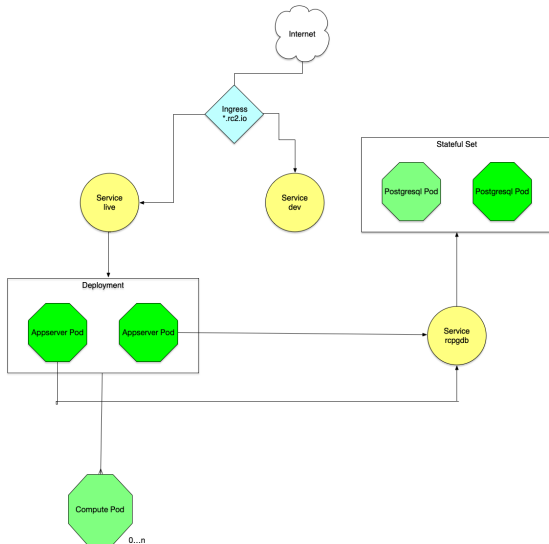 Internet
Ingress
*.rc2.io
Stateful Set
Postgresql Pod
Postgresql Pod
Service
live
Service
dev
Deployment
Appserver Pod
Appserver Pod
Service
rcpgdb
Compute Pod
0...n